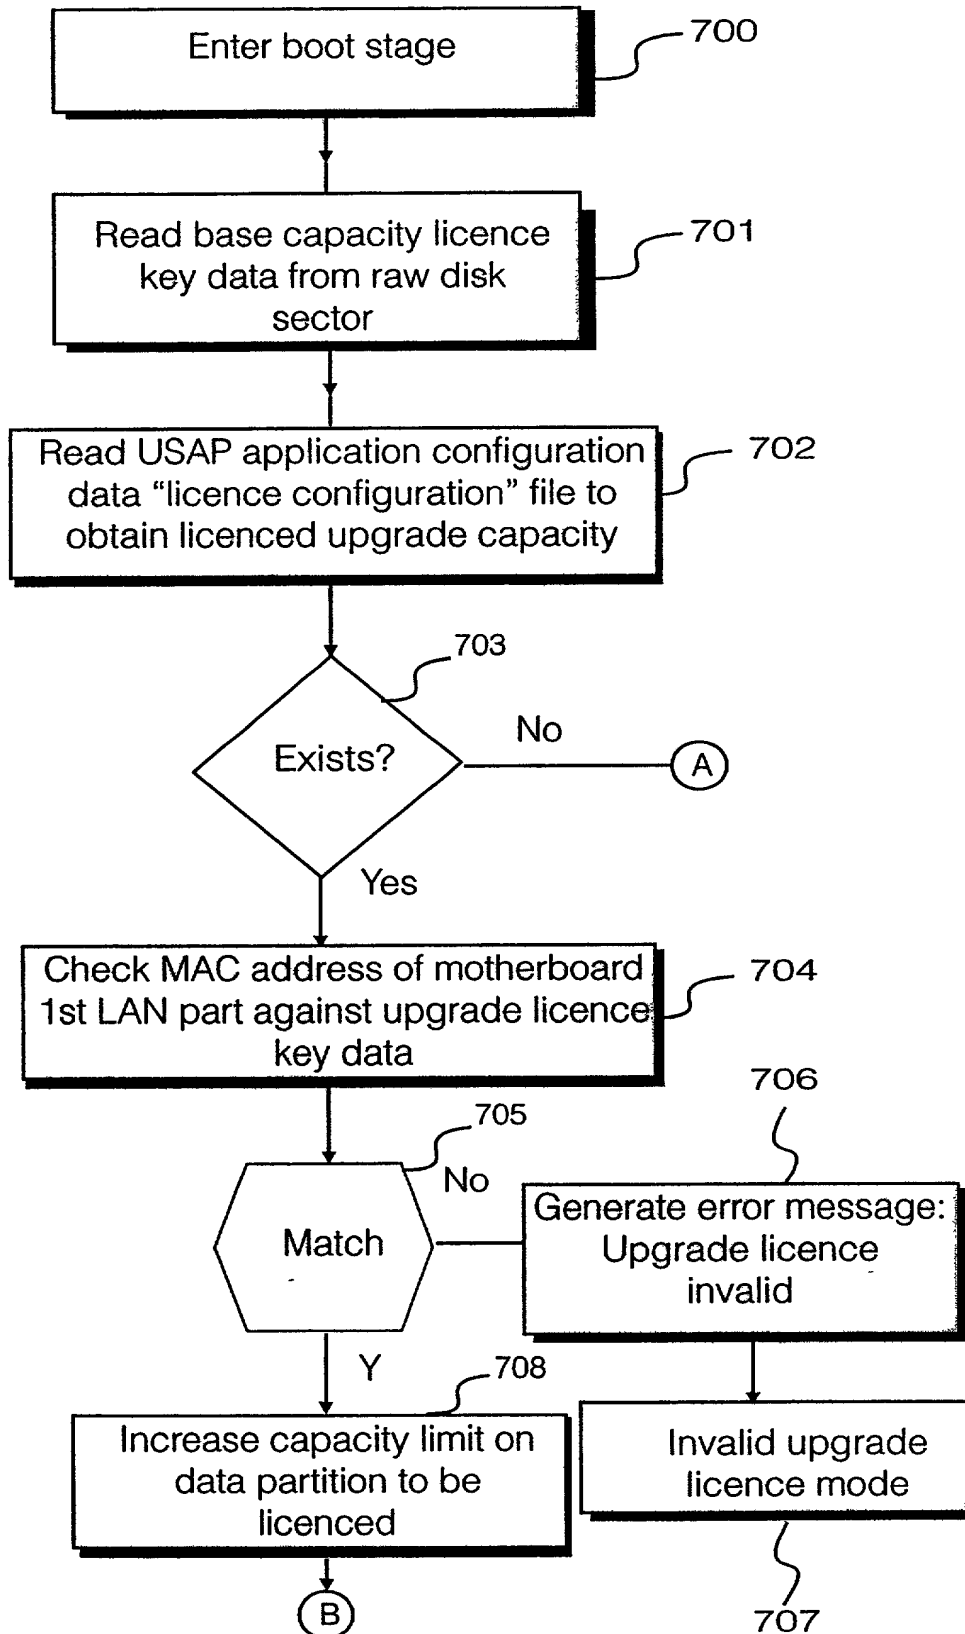 Enter boot stage
700
Read base capacity licence
key data from raw disk
sector
701
Read USAP application configuration
data “licence configuration” file to
obtain licenced upgrade capacity
702
703
Exists?
No
A
Yes
Check MAC address of motherboard
1st LAN part against upgrade licence
key data
704
705
Match
No
706
Generate error message:
Upgrade licence
invalid
Y
708
Increase capacity limit on
data partition to be
licenced
Invalid upgrade
licence mode
707
B